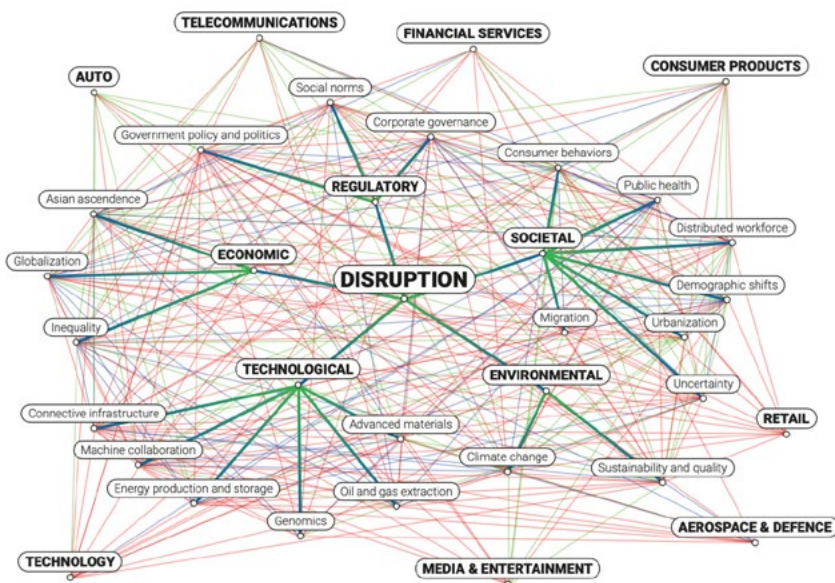 TELECOMMUNICATIONS
FINANCIAL SERVICES
CONSUMER PRODUCTS
AUTO
Social norms
Corporate governance
Government policy and politics
Consumer behaviors
Public health
REGULATORY
Asian ascendence
Distributed workforce
SOCIETAL
ECONOMIC
Globalization
DISRUPTION
Demographic shifts
Migration
Urbanization
Inequality
TECHNOLOGICAL
ENVIRONMENTAL
Uncertainty
Connective infrastructure
Advanced materials
RETAIL
Machine collaboration
Climate change
Sustainability and quality
Energy production and storage
Oil and gas extraction
Genomics
AEROSPACE & DEFENCE
TECHNOLOGY
MEDIA & ENTERTAINMENT